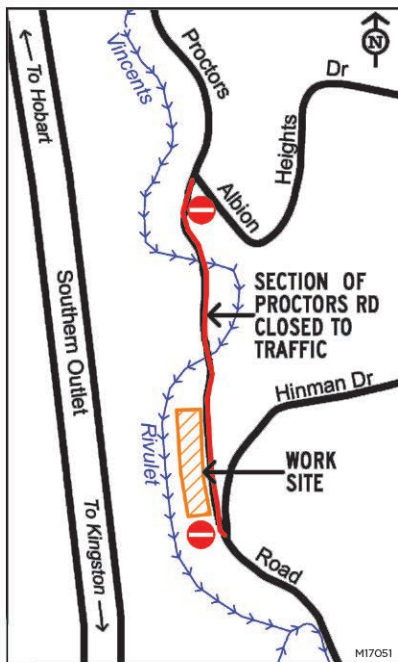 To Hobart
Vincents
Proctors
N
Dr
Heights
Albion
Southern Outlet
SECTION OF
PROCTORS RD
CLOSED TO
TRAFFIC
Hinman Dr
Rivulet
WORK
SITE
To Kingston
Road
M17051